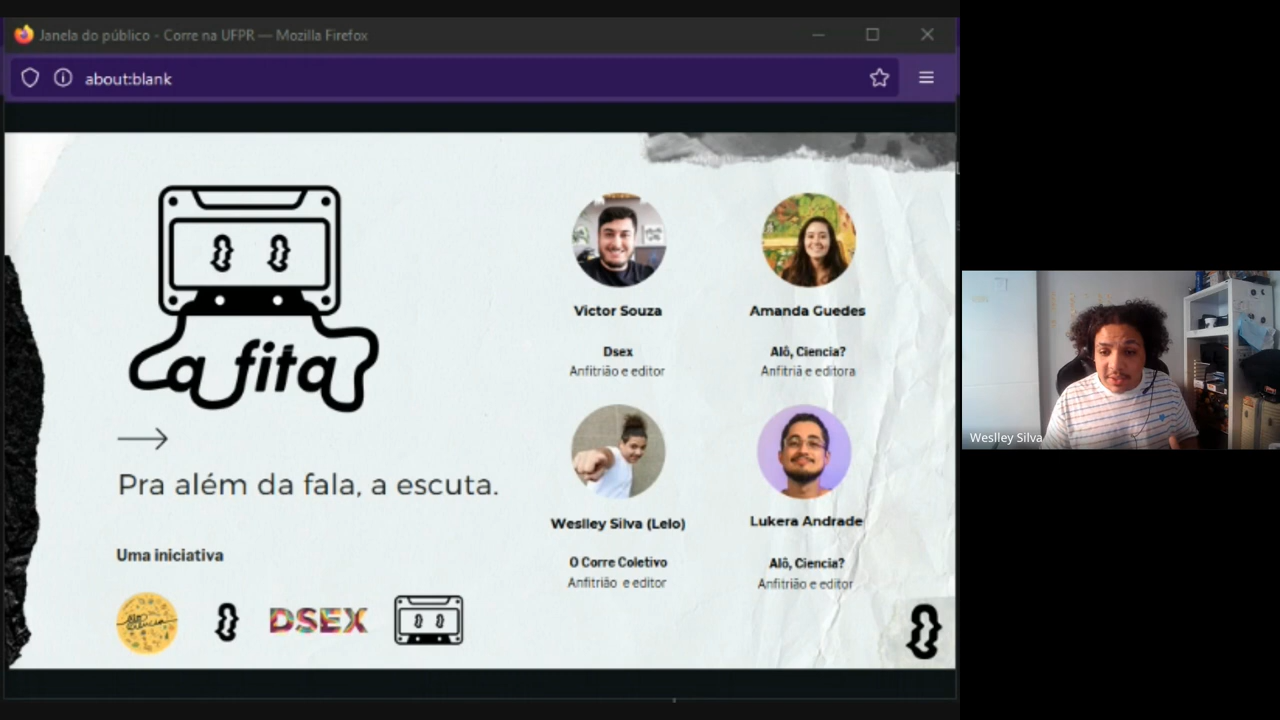 Janela do público - Corre na UFPR — Mozilla Firefox
about:blank
a fita
Pra além da fala, a escuta.
Uma iniciativa
alô ciência
DSEX
Victor Souza
Dsex
Anfitrião e editor
Amanda Guedes
Alô, Ciencia?
Anfitriã e editora
Weslley Silva (Lelo)
O Corre Coletivo
Anfitrião e editor
Lukera Andrade
Alô, Ciencia?
Anfitrião e editor
Weslley Silva